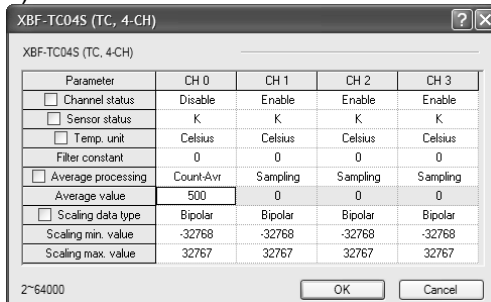 XBF-TC04S (TC, 4-CH)
XBF-TC04S (TC, 4-CH)
Parameter CH 0 CH 1 CH 2 CH 3
Channel status Disable Enable Enable Enable
Sensor status K K K K
Temp. unit Celsius Celsius Celsius Celsius
Filter constant 0 0 0 0
Average processing Count-Avr Sampling Sampling Sampling
Average value 500 0 0 0
Scaling data type Bipolar Bipolar Bipolar Bipolar
Scaling min. value -32768 -32768 -32768 -32768
Scaling max. value 32767 32767 32767 32767
2~64000 OK Cancel